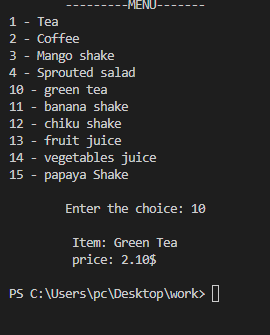 ---------MENU-------
1 - Tea
2 - Coffee
3 - Mango shake
4 - Sprouted salad
10 - green tea
11 - banana shake
12 - chiku shake
13 - fruit juice
14 - vegetables juice
15 - papaya Shake
Enter the choice: 10
Item: Green Tea
price: 2.10$
PS C:\Users\pc\Desktop\work>